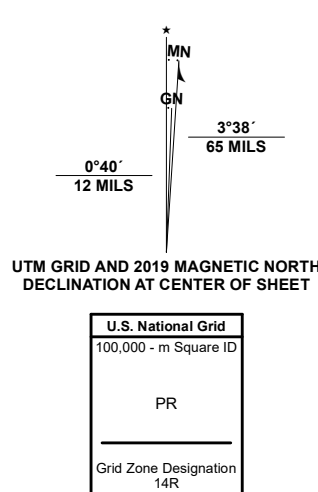 ★
MN
GN
3°38´
65 MILS
0°40´
12 MILS
UTM GRID AND 2019 MAGNETIC NORTH
DECLINATION AT CENTER OF SHEET
U.S. National Grid
100,000 - m Square ID
PR
Grid Zone Designation
14R